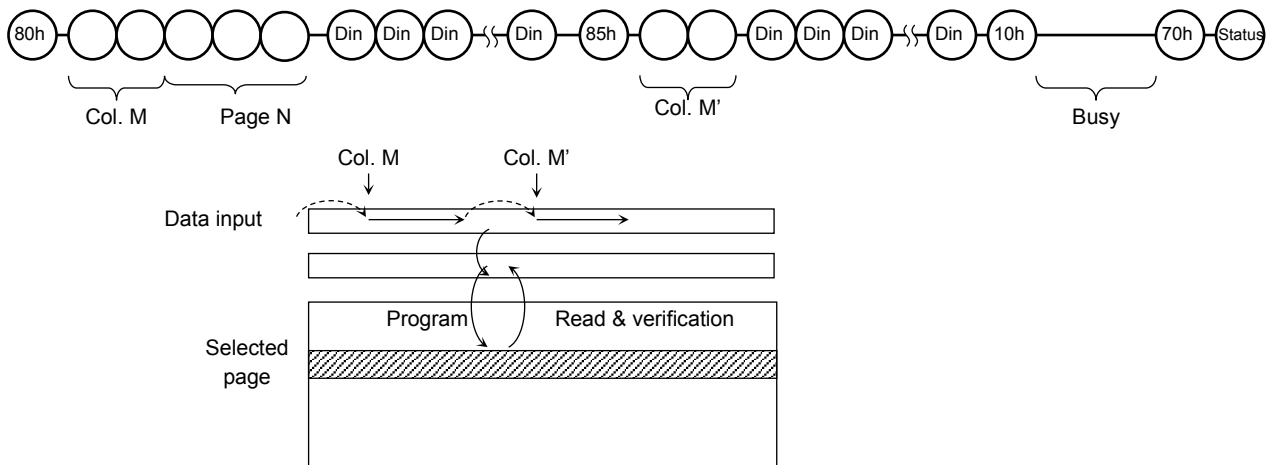 80h Din Din Din Din 85h Din Din Din Din 10h 70h Status
Col. M Page N Col. M’ Busy
Col. M Col. M’
Data input
Program Read & verification
Selected
page